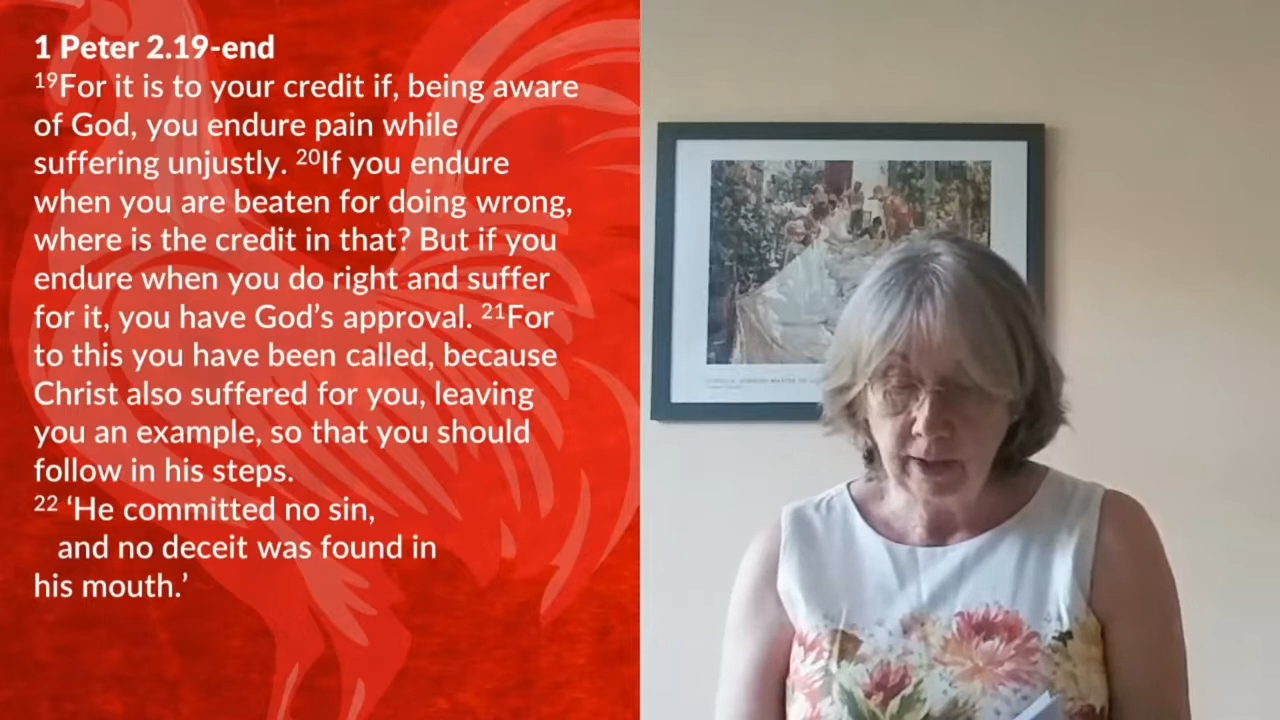 1 Peter 2.19-end
19For it is to your credit if, being aware
of God, you endure pain while
suffering unjustly. 20If you endure
when you are beaten for doing wrong,
where is the credit in that? But if you
endure when you do right and suffer
for it, you have God’s approval. 21For
to this you have been called, because
Christ also suffered for you, leaving
you an example, so that you should
follow in his steps.
22 ‘He committed no sin,
and no deceit was found in
his mouth.’